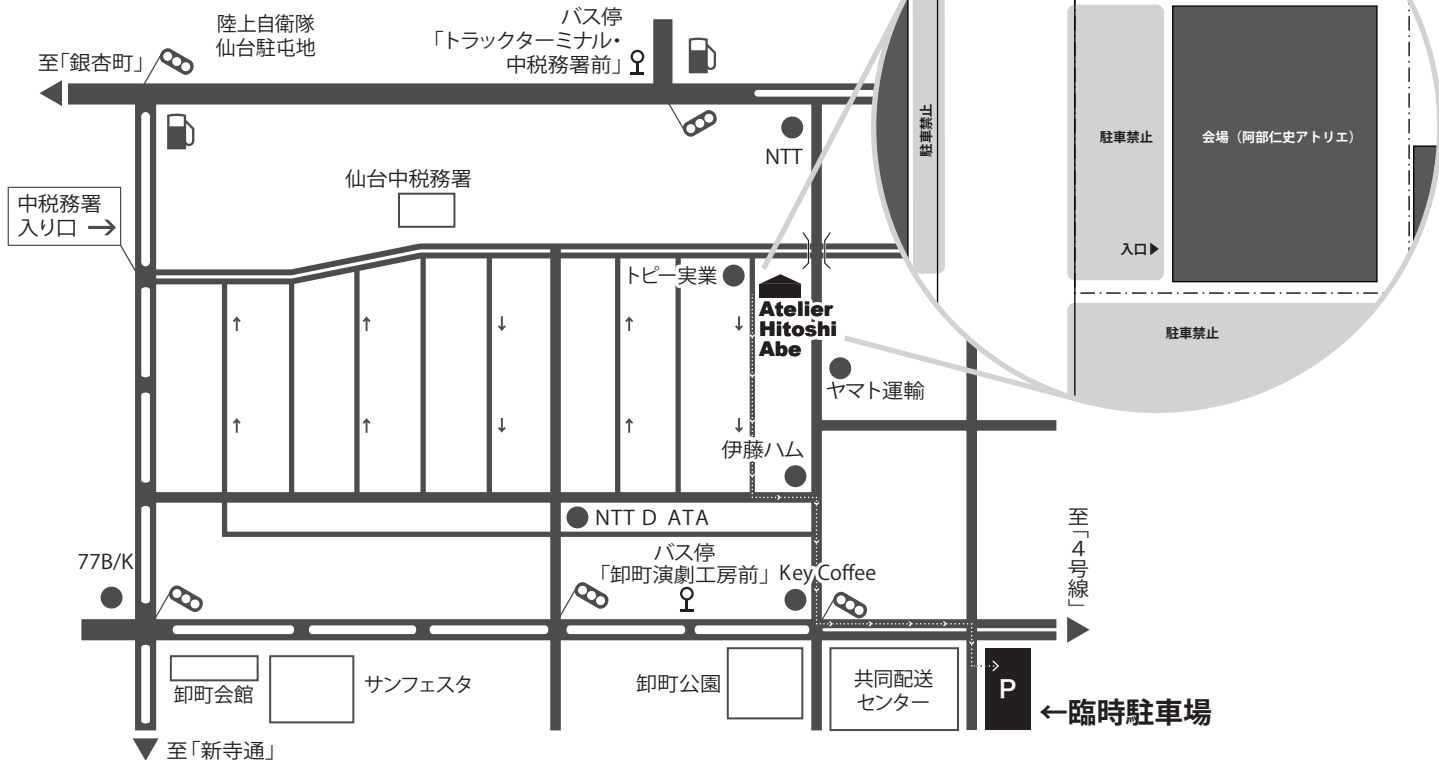 陸上自衛隊
仙台駐屯地
バス停
「トラックターミナル・
中税務署前」
至「銀杏町」
NTT
仙台中税務署
中税務署
入り口 →
トピー実業
Atelier
Hitoshi
Abe
ヤマト運輸
伊藤ハム
NTT D ATA
バス停
「卸町演劇工房前」
Key Coffee
77B/K
至「4号線」
卸町会館
サンフェスタ
卸町公園
共同配送
センター
P
←臨時駐車場
至「新寺通」
駐車禁止
駐車禁止
会場（阿部仁史アトリエ）
入口▶
駐車禁止